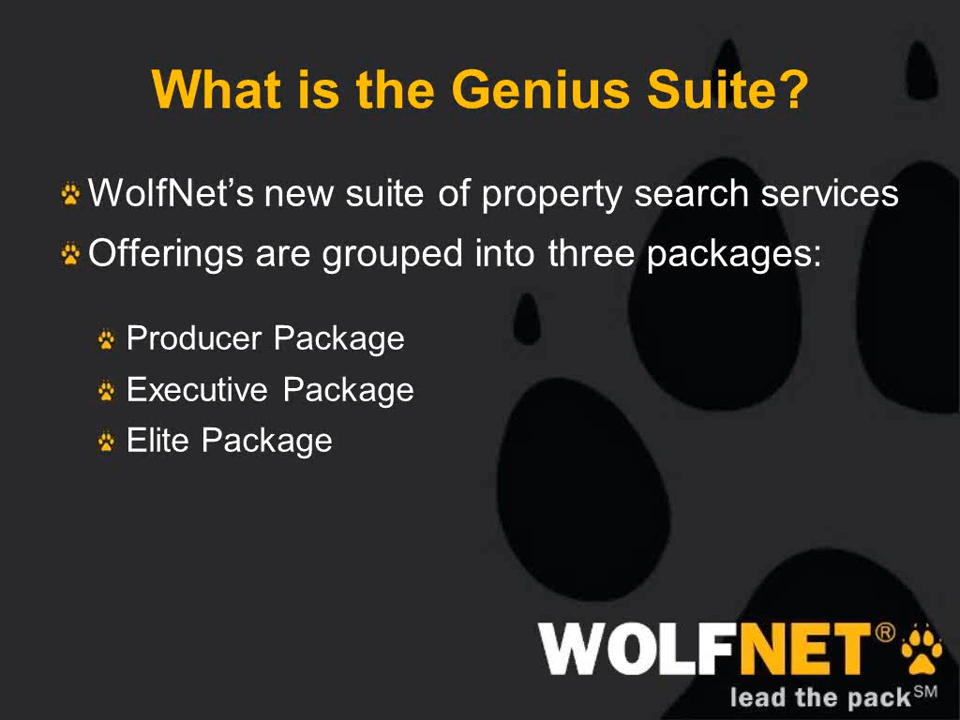 What is the Genius Suite?
WolfNet’s new suite of property search services
Offerings are grouped into three packages:
Producer Package
Executive Package
Elite Package
WOLFNET®
lead the pack℠